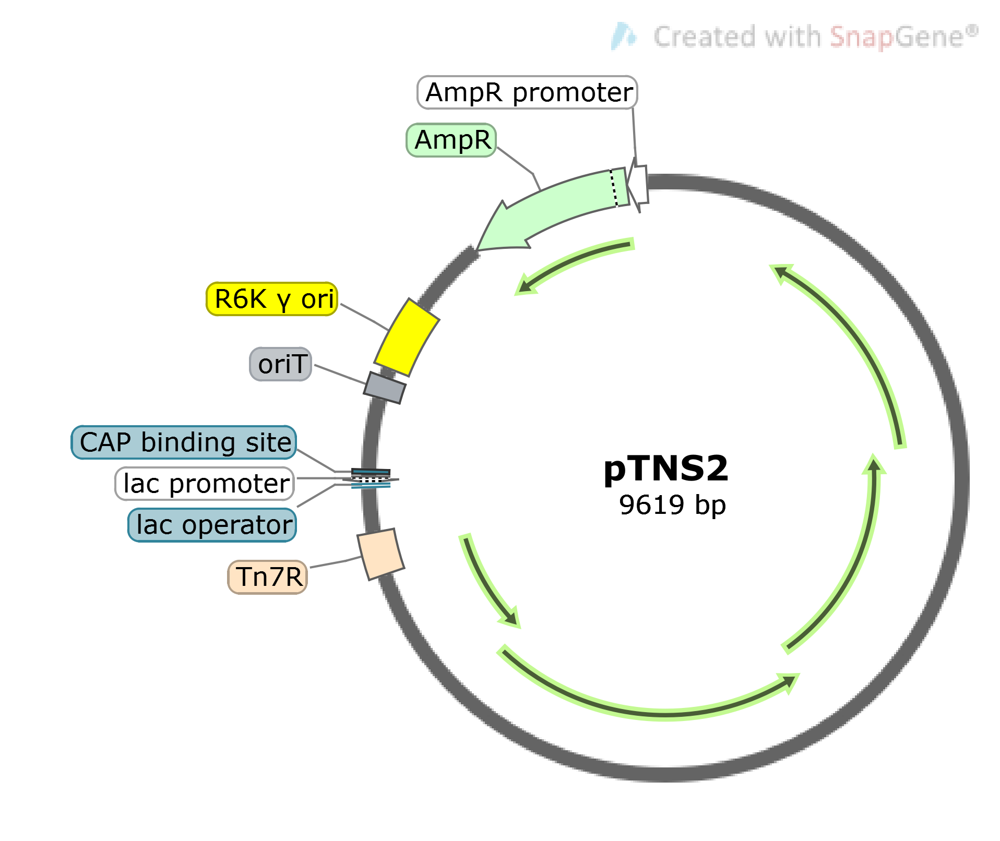 Created with SnapGene®
AmpR promoter
AmpR
R6K γ ori
oriT
CAP binding site
lac promoter
lac operator
Tn7R
pTNS2
9619 bp